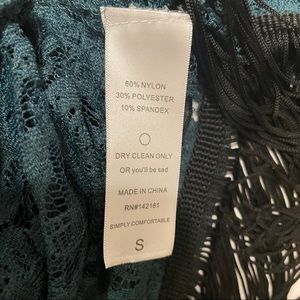 60% NYLON
30% POLYESTER
10% SPANDEX
DRY CLEAN ONLY
OR you'll be sad
MADE IN CHINA
RN#142161
SIMPLY COMFORTABLE
S